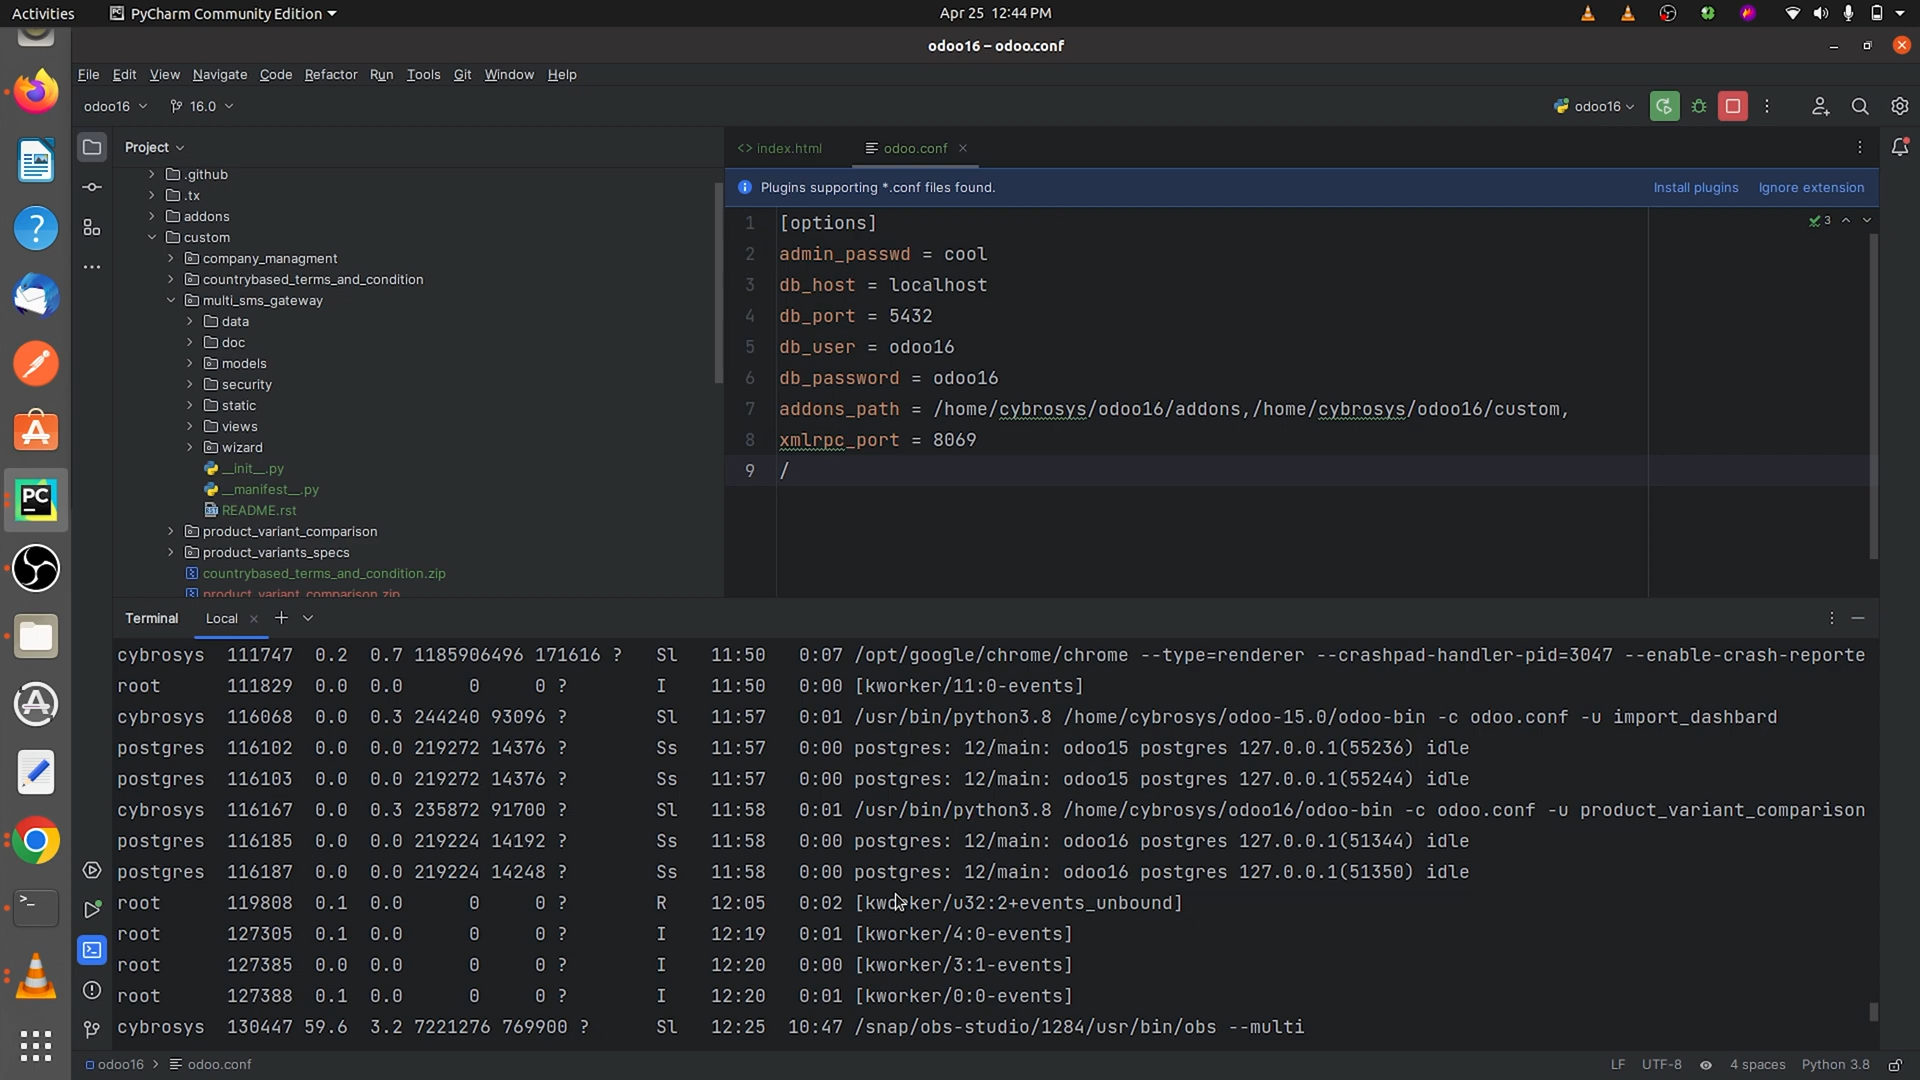 Activities
PyCharm Community Edition
Apr 25 12:44 PM
odoo16 – odoo.conf
File Edit View Navigate Code Refactor Run Tools Git Window Help
odoo16
16.0
odoo16
Project
.github
.tx
addons
custom
company_managment
countrybased_terms_and_condition
multi_sms_gateway
data
doc
models
security
static
views
wizard
__init__.py
__manifest__.py
README.rst
product_variant_comparison
product_variants_specs
countrybased_terms_and_condition.zip
product_variant_comparison.zip
index.html
odoo.conf
Plugins supporting *.conf files found.
Install plugins
Ignore extension
3
1 [options]
2 admin_passwd = cool
3 db_host = localhost
4 db_port = 5432
5 db_user = odoo16
6 db_password = odoo16
7 addons_path = /home/cybrosys/odoo16/addons,/home/cybrosys/odoo16/custom,
8 xmlrpc_port = 8069
9 /
Terminal
Local
cybrosys 111747 0.2 0.7 1185906496 171616 ? Sl 11:50 0:07 /opt/google/chrome/chrome --type=renderer --crashpad-handler-pid=3047 --enable-crash-reporte
root 111829 0.0 0.0 0 0 ? I 11:50 0:00 [kworker/11:0-events]
cybrosys 116068 0.0 0.3 244240 93096 ? Sl 11:57 0:01 /usr/bin/python3.8 /home/cybrosys/odoo-15.0/odoo-bin -c odoo.conf -u import_dashbard
postgres 116102 0.0 0.0 219272 14376 ? Ss 11:57 0:00 postgres: 12/main: odoo15 postgres 127.0.0.1(55236) idle
postgres 116103 0.0 0.0 219272 14376 ? Ss 11:57 0:00 postgres: 12/main: odoo15 postgres 127.0.0.1(55244) idle
cybrosys 116167 0.0 0.3 235872 91700 ? Sl 11:58 0:01 /usr/bin/python3.8 /home/cybrosys/odoo16/odoo-bin -c odoo.conf -u product_variant_comparison
postgres 116185 0.0 0.0 219224 14192 ? Ss 11:58 0:00 postgres: 12/main: odoo16 postgres 127.0.0.1(51344) idle
postgres 116187 0.0 0.0 219224 14248 ? Ss 11:58 0:00 postgres: 12/main: odoo16 postgres 127.0.0.1(51350) idle
root 119808 0.1 0.0 0 0 ? R 12:05 0:02 [kworker/u32:2+events_unbound]
root 127305 0.1 0.0 0 0 ? I 12:19 0:01 [kworker/4:0-events]
root 127385 0.0 0.0 0 0 ? I 12:20 0:00 [kworker/3:1-events]
root 127388 0.1 0.0 0 0 ? I 12:20 0:01 [kworker/0:0-events]
cybrosys 130447 59.6 3.2 7221276 769900 ? Sl 12:25 10:47 /snap/obs-studio/1284/usr/bin/obs --multi
odoo16 > odoo.conf
LF UTF-8 4 spaces Python 3.8